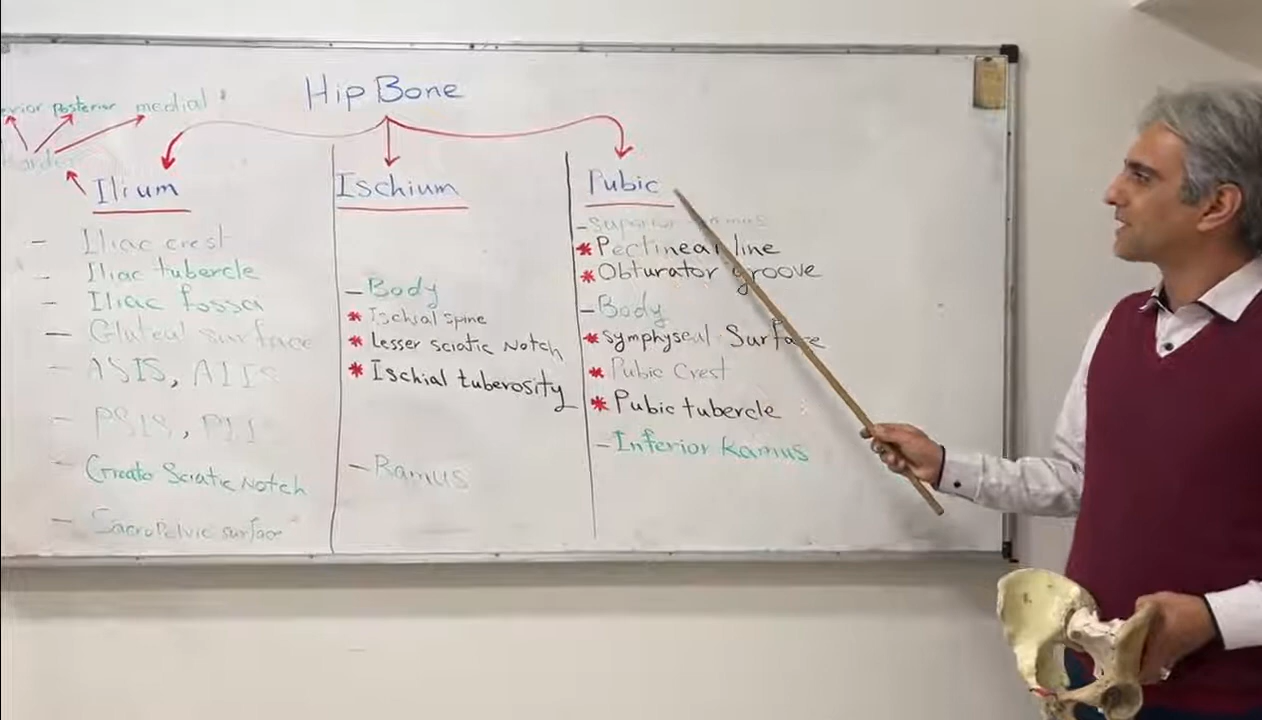 Hip Bone
Posterior medial
Ilium
- Iliac crest
- Iliac tubercle
- Iliac fossa
- Gluteal surface
- ASIS, AIIS
- PSIS, PII
- Greater Sciatic Notch
- Sacropelvic surface
Ischium
- Body
* Ischial spine
* Lesser sciatic Notch
* Ischial tuberosity
- Ramus
Pubic
- Superior ramus
* Pectineal line
* Obturator groove
- Body
* Symphyseal Surface
* Pubic Crest
* Pubic tubercle
- Inferior Ramus